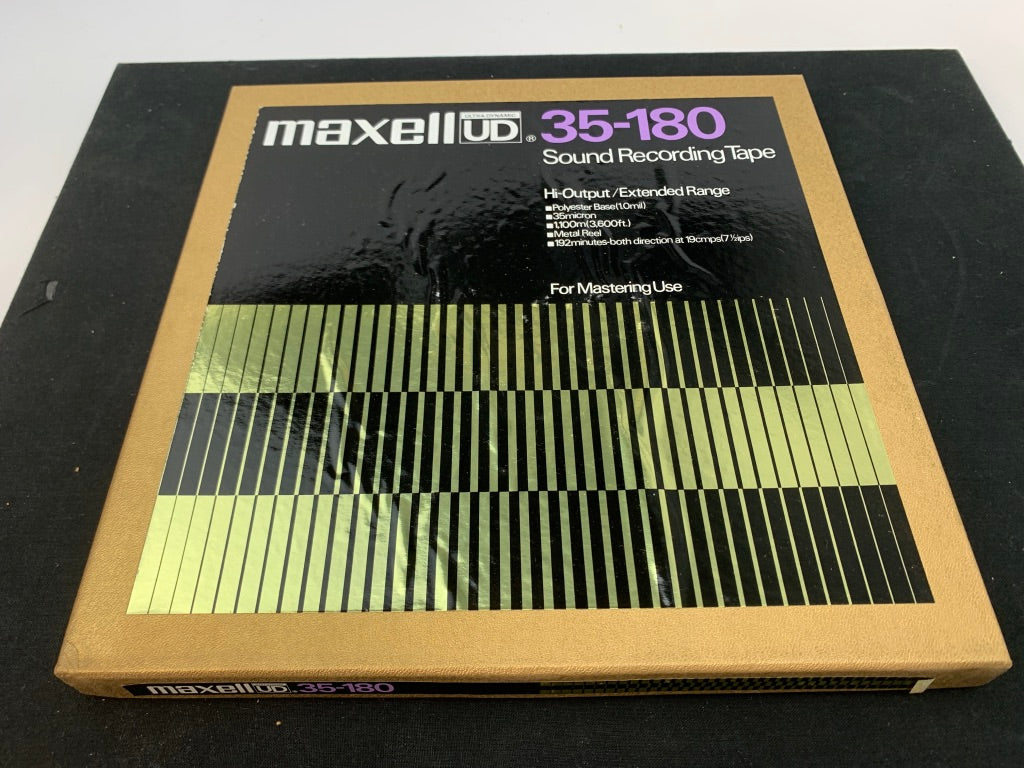 maxell ULTRA DYNAMIC UD® 35-180
Sound Recording Tape
Hi-Output/Extended Range
■Polyester Base(1.0mil)
■35micron
■1,100m(3,600ft.)
■Metal Reel
■192minutes-both direction at 19cmps(7½ips)
For Mastering Use
maxell UD® 35-180